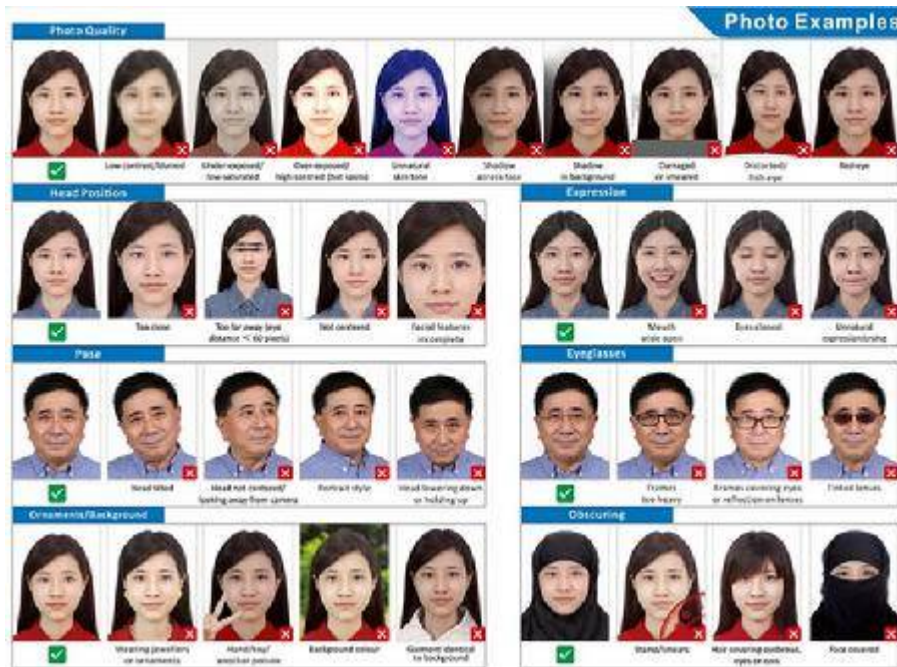 Photo Examples
Photo Quality
Low contrast/blurred
Under exposed/
low-saturated
Over-exposed/
high contrast (hot spots)
Unnatural
skin tone
Shadow
across face
Shadow
in background
Damaged
or smeared
Distorted/
fish-eye
Red-eye
Head Position
Too close
Too far away (eye
distance < 60 pixels)
Not centered
Facial features
incomplete
Expression
Mouth
wide open
Eyes closed
Unnatural
Pose
Head tilted
Head not centered/
looking away from camera
Portrait style
Head lowering down
or holding up
Eyeglasses
Frames
too heavy
Frames covering eyes
or reflection on lenses
Tinted lenses
Ornaments/Background
Wearing jewellery
or ornaments
Hand/toy/
another person
Background colour
Garment identical
to background
Obscuring
Stamp/smears
Hair covering eyebrows,
eyes or ears
Face covered